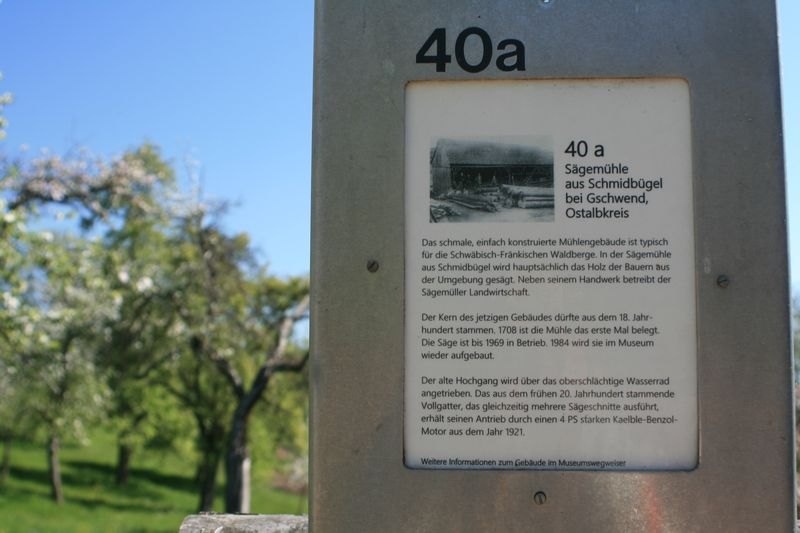 40a
40 a
Sägemühle
aus Schmidbügel
bei Gschwend,
Ostalbkreis
Das schmale, einfach konstruierte Mühlengebäude ist typisch
für die Schwäbisch-Fränkischen Waldberge. In der Sägemühle
aus Schmidbügel wird hauptsächlich das Holz der Bauern aus
der Umgebung gesägt. Neben seinem Handwerk betreibt der
Sägemüller Landwirtschaft.
Der Kern des jetzigen Gebäudes dürfte aus dem 18. Jahr-
hundert stammen. 1708 ist die Mühle das erste Mal belegt.
Die Säge ist bis 1969 in Betrieb. 1984 wird sie im Museum
wieder aufgebaut.
Der alte Hochgang wird über das oberschlächtige Wasserrad
angetrieben. Das aus dem frühen 20. Jahrhundert stammende
Vollgatter, das gleichzeitig mehrere Sägeschnitte ausführt,
erhält seinen Antrieb durch einen 4 PS starken Kaelble-Benzol-
Motor aus dem Jahr 1921.
Weitere Informationen zum Gebäude im Museumswegweiser